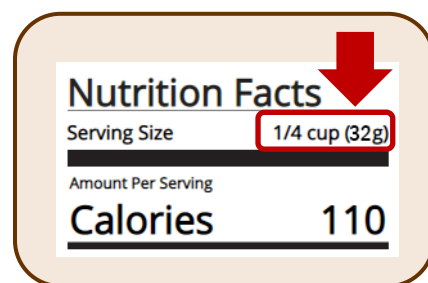 Nutrition Facts
Serving Size 1/4 cup (32g)
Amount Per Serving
Calories 110